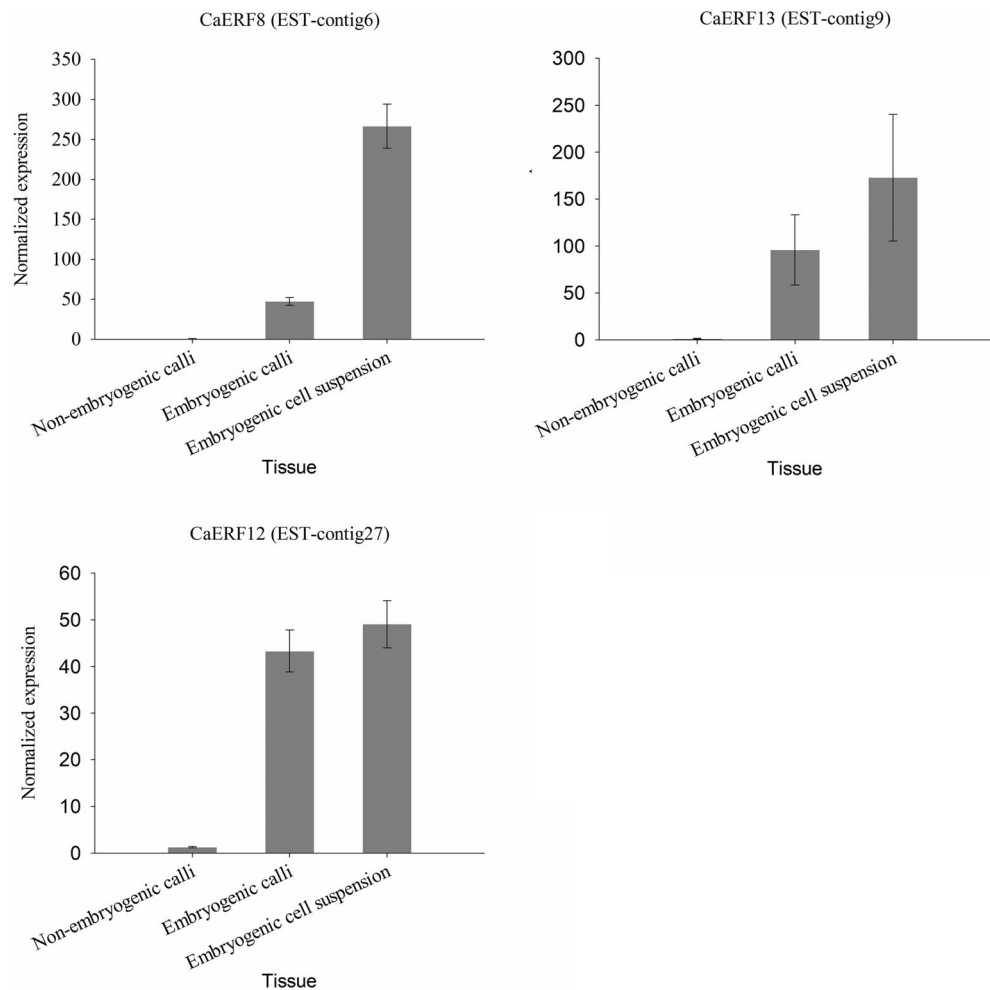 CaERF8 (EST-contig6)
Normalized expression
350
300
250
200
150
100
50
0
Non-embryogenic calli
Embryogenic calli
Embryogenic cell suspension
Tissue
CaERF13 (EST-contig9)
300
250
200
150
100
50
0
Non-embryogenic calli
Embryogenic calli
Embryogenic cell suspension
Tissue
CaERF12 (EST-contig27)
Normalized expression
60
50
40
30
20
10
0
Non-embryogenic calli
Embryogenic calli
Embryogenic cell suspension
Tissue